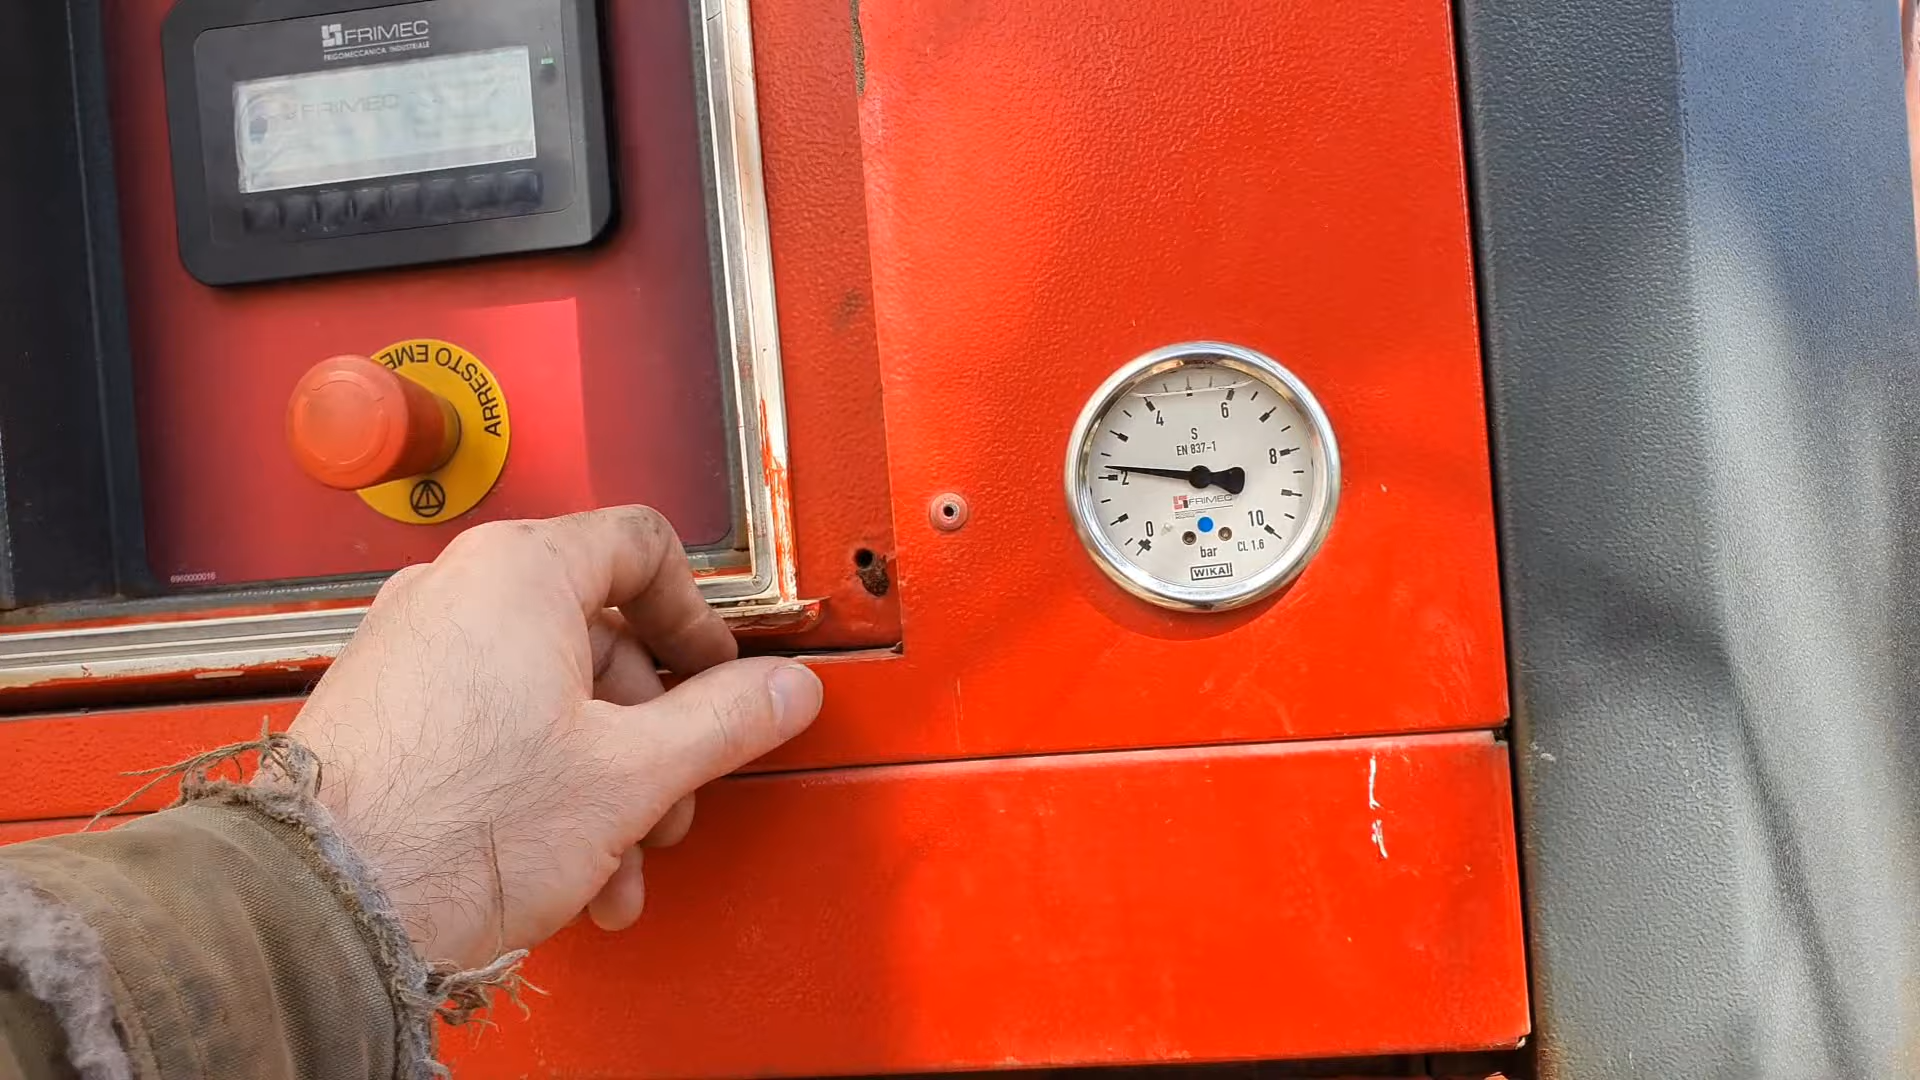 FRIMEC
FRIGOMECCANICA INDUSTRIALE
FRIMEC
ARRESTO EME
6960000016
4
6
S
EN 837-1
2
8
FRIMEC
0
10
bar
CL 1.6
WIKA